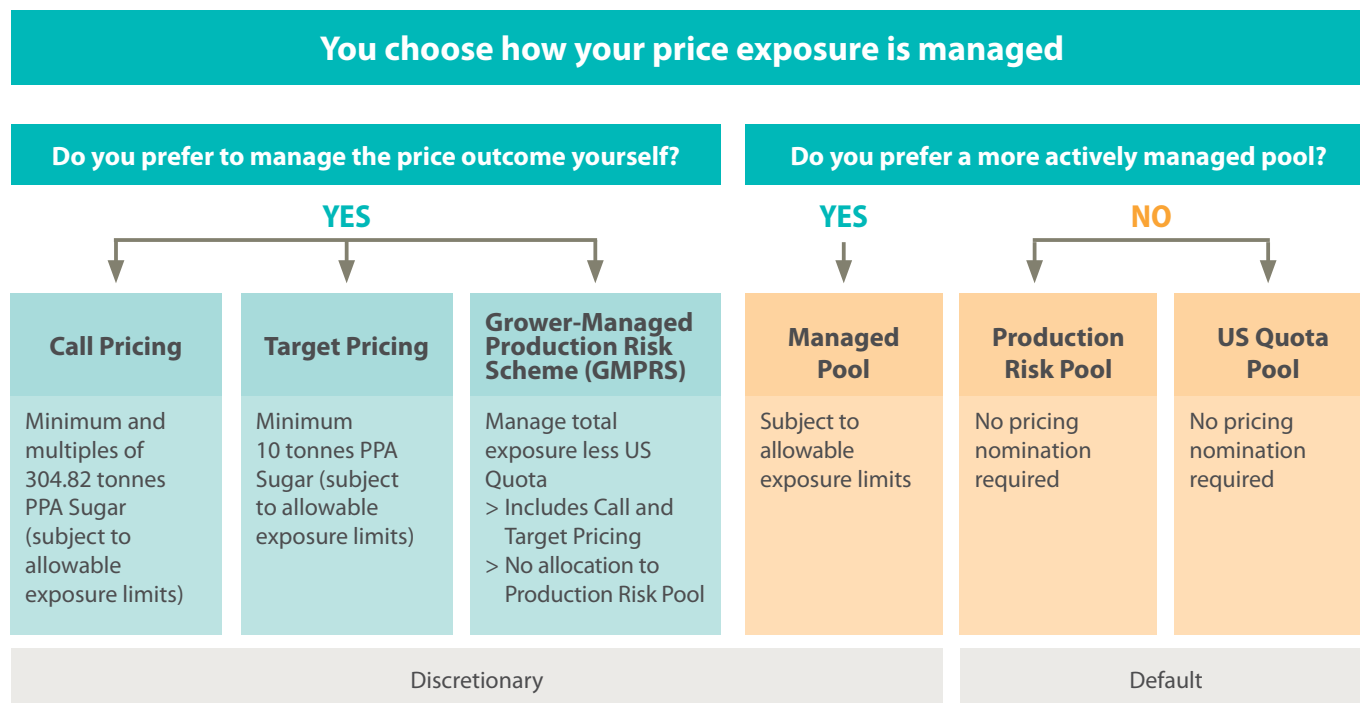 You choose how your price exposure is managed
Do you prefer to manage the price outcome yourself?
YES
Call Pricing
Minimum and
multiples of
304.82 tonnes
PPA Sugar
(subject to
allowable
exposure limits)
Target Pricing
Minimum
10 tonnes PPA
Sugar (subject
to allowable
exposure limits)
Grower-Managed
Production Risk
Scheme (GMPRS)
Manage total
exposure less US
Quota
> Includes Call and
Target Pricing
> No allocation to
Production Risk Pool
Do you prefer a more actively managed pool?
YES
Managed
Pool
Subject to
allowable
exposure limits
NO
Production
Risk Pool
No pricing
nomination
required
US Quota
Pool
No pricing
nomination
required
Discretionary
Default